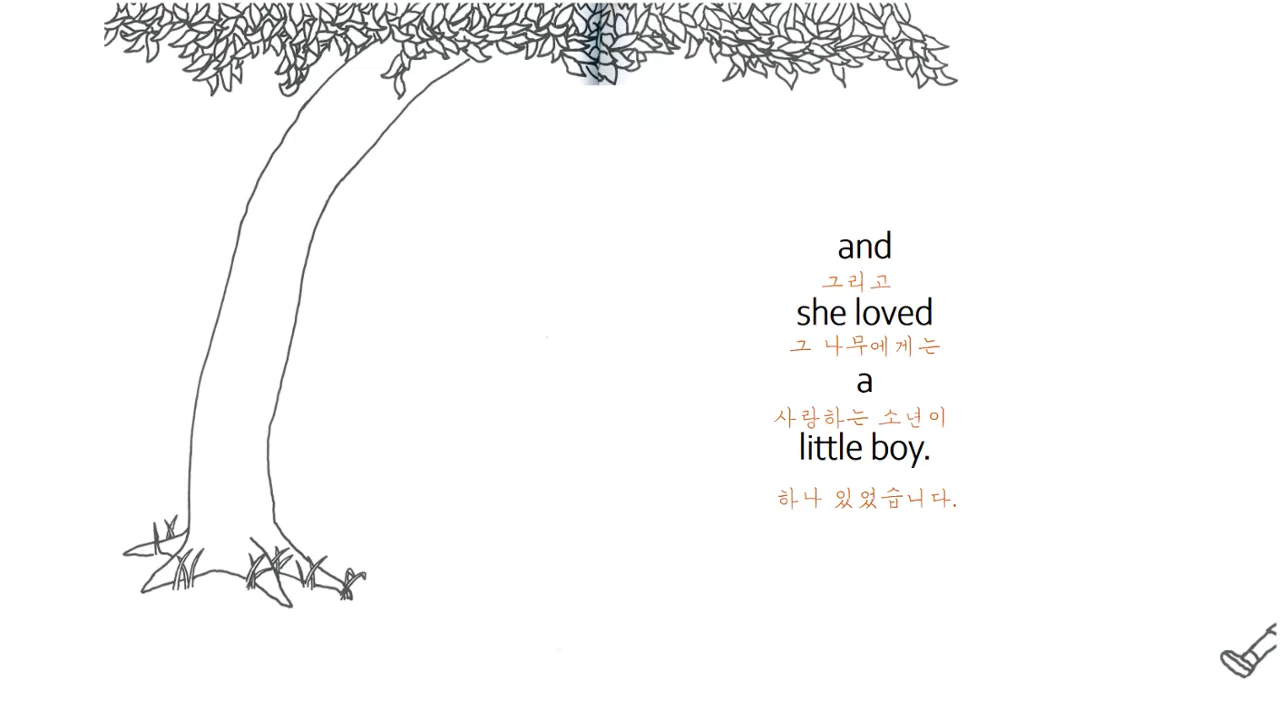 and
그리고
she loved
그 나무에게는
a
사랑하는 소년이
little boy.
하나 있었습니다.